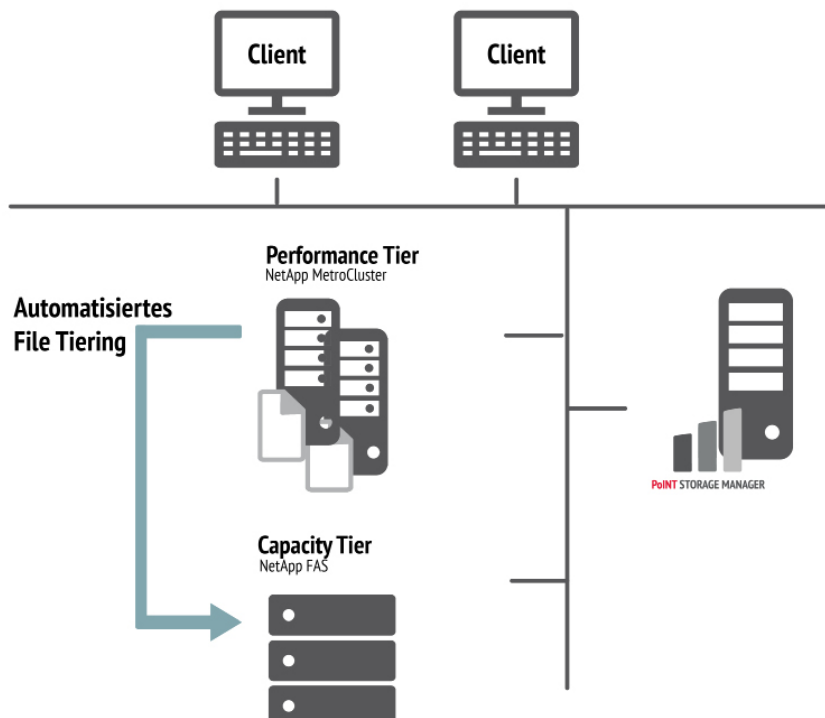 Client
Client
Performance Tier
NetApp MetroCluster
Automatisiertes
File Tiering
PoINT STORAGE MANAGER
Capacity Tier
NetApp FAS